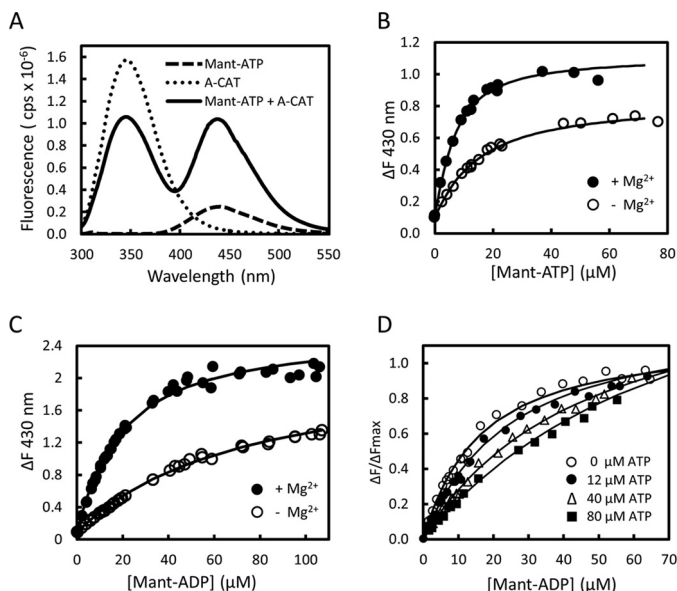 A
Fluorescence ( cps x 10-6)
1.6
1.4
1.2
1.0
0.8
0.6
0.4
0.2
0.0
Mant-ATP
A-CAT
Mant-ATP + A-CAT
300 350 400 450 500 550
Wavelength (nm)
B
ΔF 430 nm
1.2
1.0
0.8
0.6
0.4
0.2
0.0
+ Mg2+
- Mg2+
0 20 40 60 80
[Mant-ATP] (μM)
C
ΔF 430 nm
2.4
2
1.6
1.2
0.8
0.4
0
+ Mg2+
- Mg2+
0 20 40 60 80 100
[Mant-ADP] (μM)
D
ΔF/ΔFmax
1.0
0.8
0.6
0.4
0.2
0.0
0 μM ATP
12 μM ATP
40 μM ATP
80 μM ATP
0 10 20 30 40 50 60 70
[Mant-ADP] (μM)